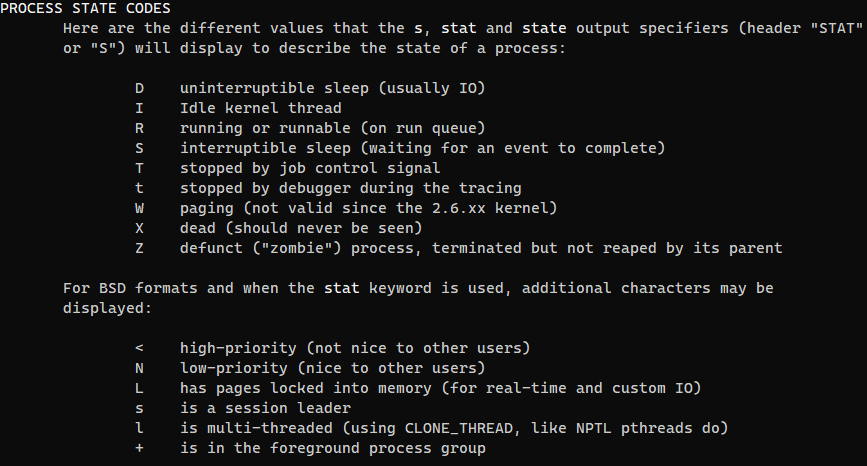 PROCESS STATE CODES
Here are the different values that the s, stat and state output specifiers (header "STAT"
or "S") will display to describe the state of a process:
D uninterruptible sleep (usually IO)
I Idle kernel thread
R running or runnable (on run queue)
S interruptible sleep (waiting for an event to complete)
T stopped by job control signal
t stopped by debugger during the tracing
W paging (not valid since the 2.6.xx kernel)
X dead (should never be seen)
Z defunct ("zombie") process, terminated but not reaped by its parent
For BSD formats and when the stat keyword is used, additional characters may be
displayed:
< high-priority (not nice to other users)
N low-priority (nice to other users)
L has pages locked into memory (for real-time and custom IO)
s is a session leader
l is multi-threaded (using CLONE_THREAD, like NPTL pthreads do)
+ is in the foreground process group